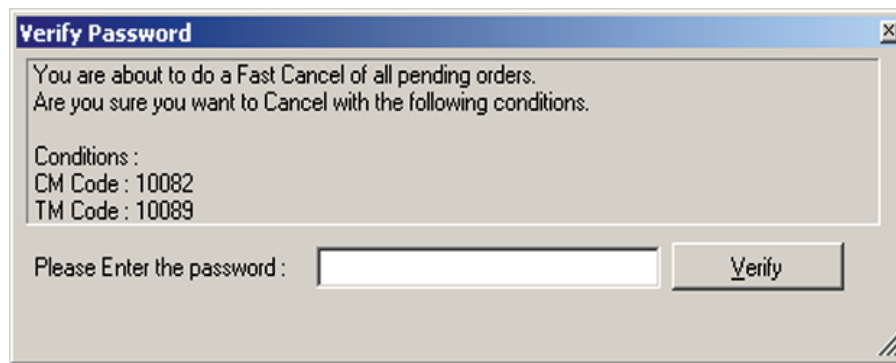 Verify Password
You are about to do a Fast Cancel of all pending orders.
Are you sure you want to Cancel with the following conditions.
Conditions :
CM Code : 10082
TM Code : 10089
Please Enter the password :
Verify